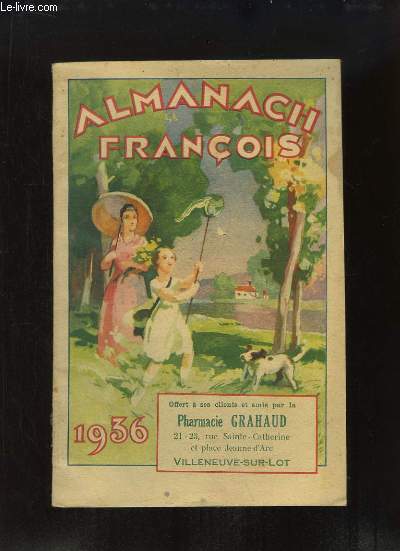 Le-livre.com
ALMANACH
FRANÇOIS
1936
Offert à ses clients et amis par la
Pharmacie GRAHAUD
21-23, rue Sainte-Catherine
et place Jeanne-d'Arc
VILLENEUVE-SUR-LOT